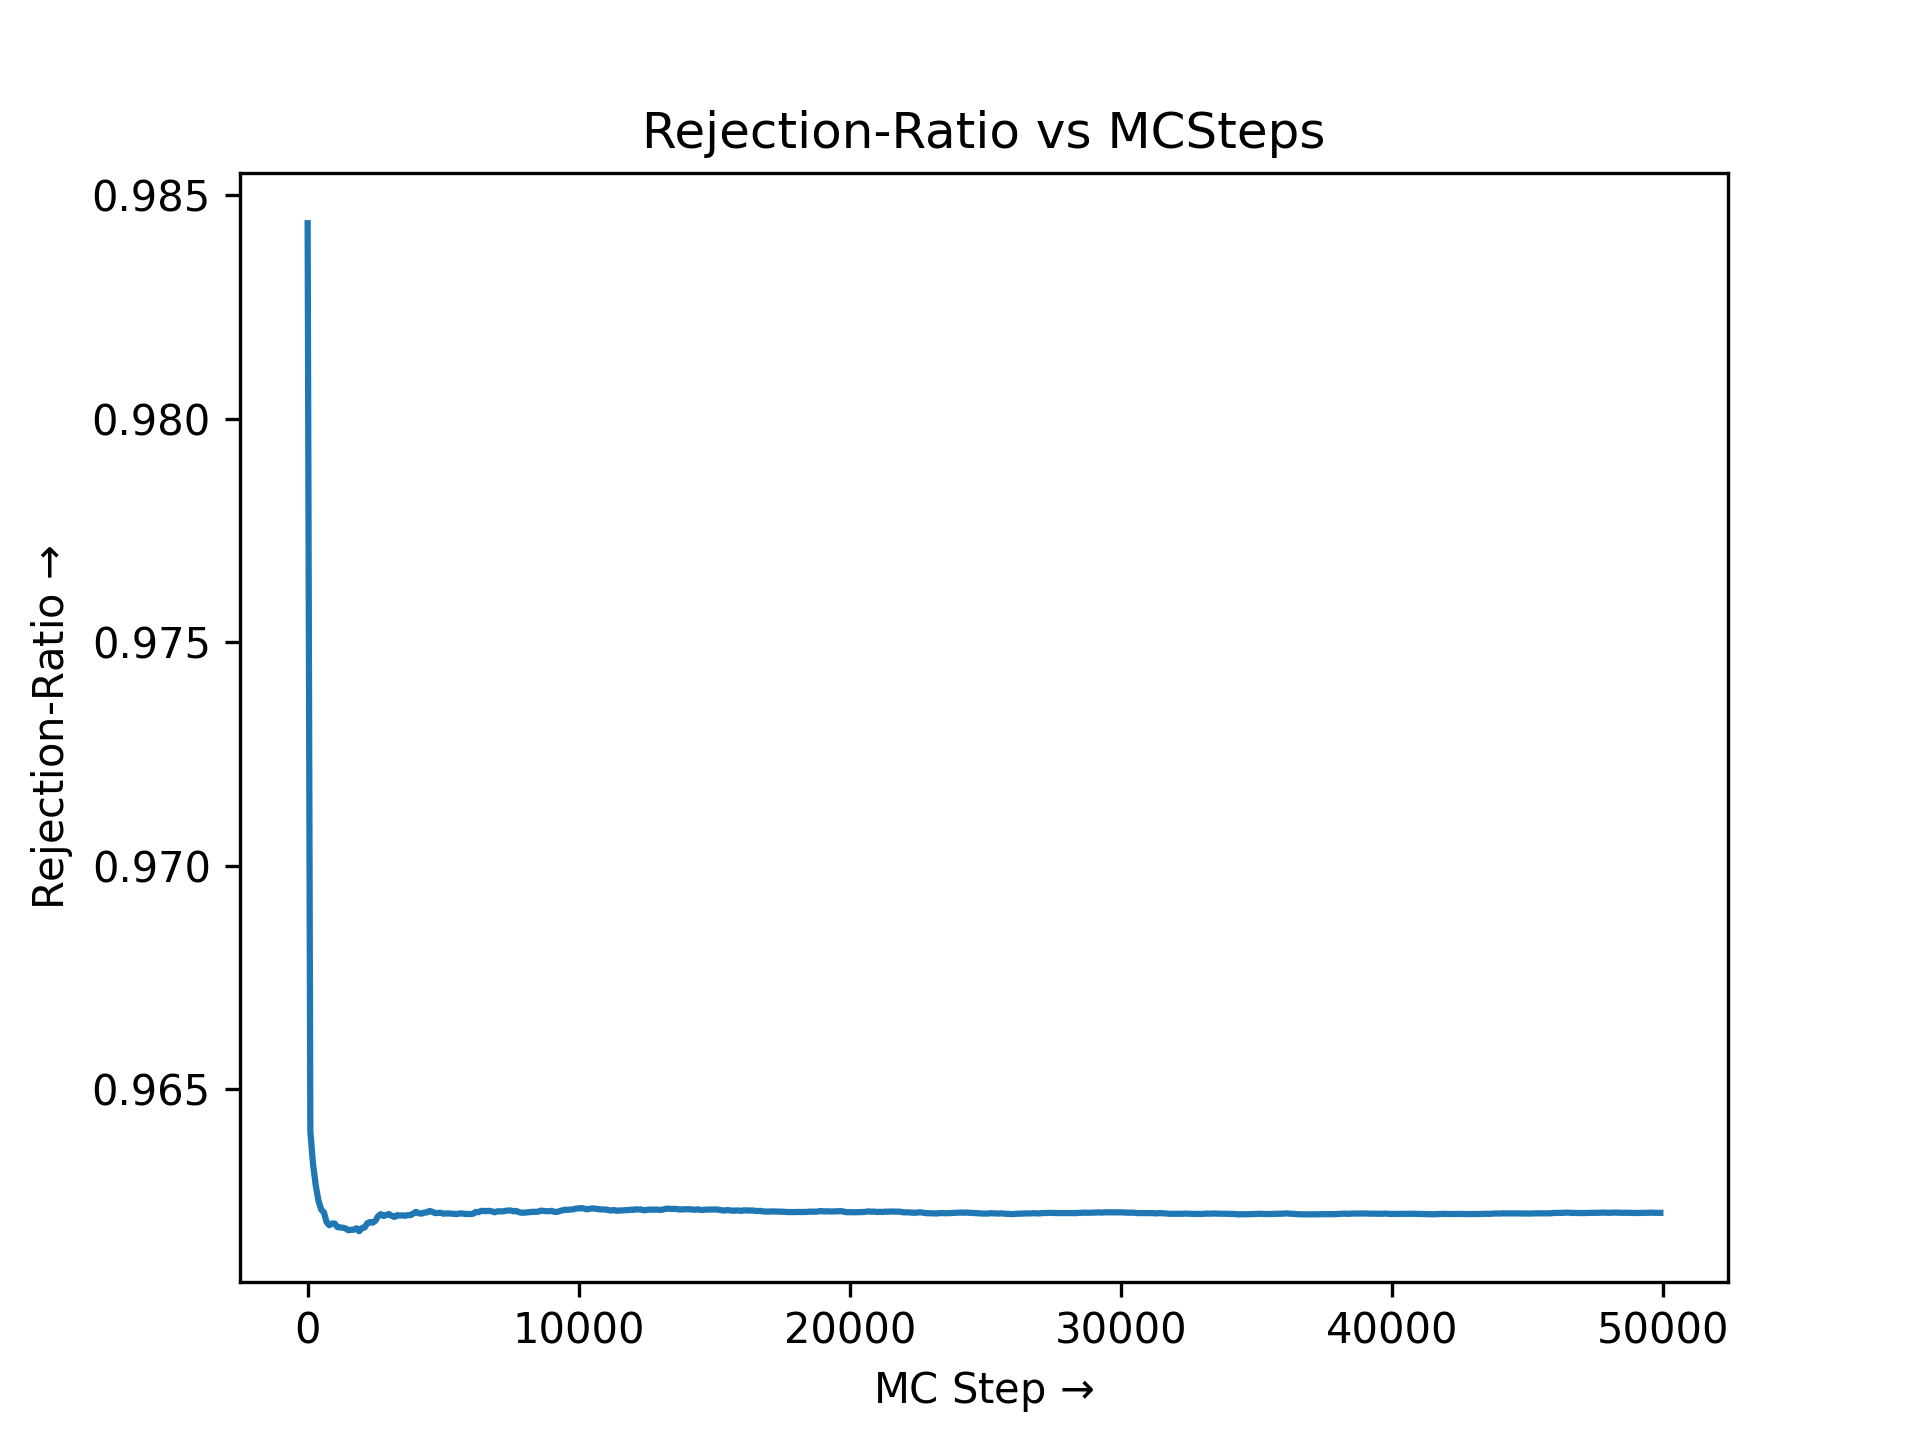 Rejection-Ratio vs MCSteps
0.985
0.980
0.975
0.970
0.965
Rejection-Ratio →
0 10000 20000 30000 40000 50000
MC Step →